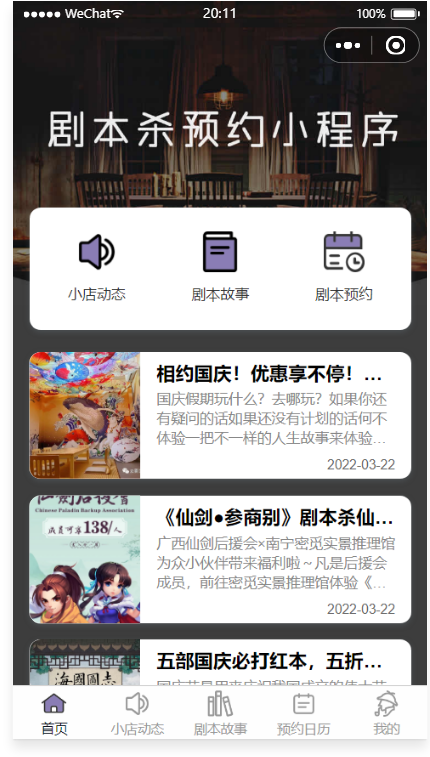 WeChat 20:11 100%
剧本杀预约小程序
小店动态 剧本故事 剧本预约
相约国庆！优惠享不停！...
国庆假期玩什么？去哪玩？如果你还
有疑问的话如果还没有计划的话何不
体验一把不一样的人生故事来体验...
2022-03-22
Chinese Paladin Backup Association
成员可享138/人
《仙剑●参商别》剧本杀仙...
广西仙剑后援会×南宁密觅实景推理馆
为众小伙伴带来福利啦～凡是后援会
成员，前往密觅实景推理馆体验《...
2022-03-22
海國圖志
五部国庆必打红本，五折...
首页 小店动态 剧本故事 预约日历 我的